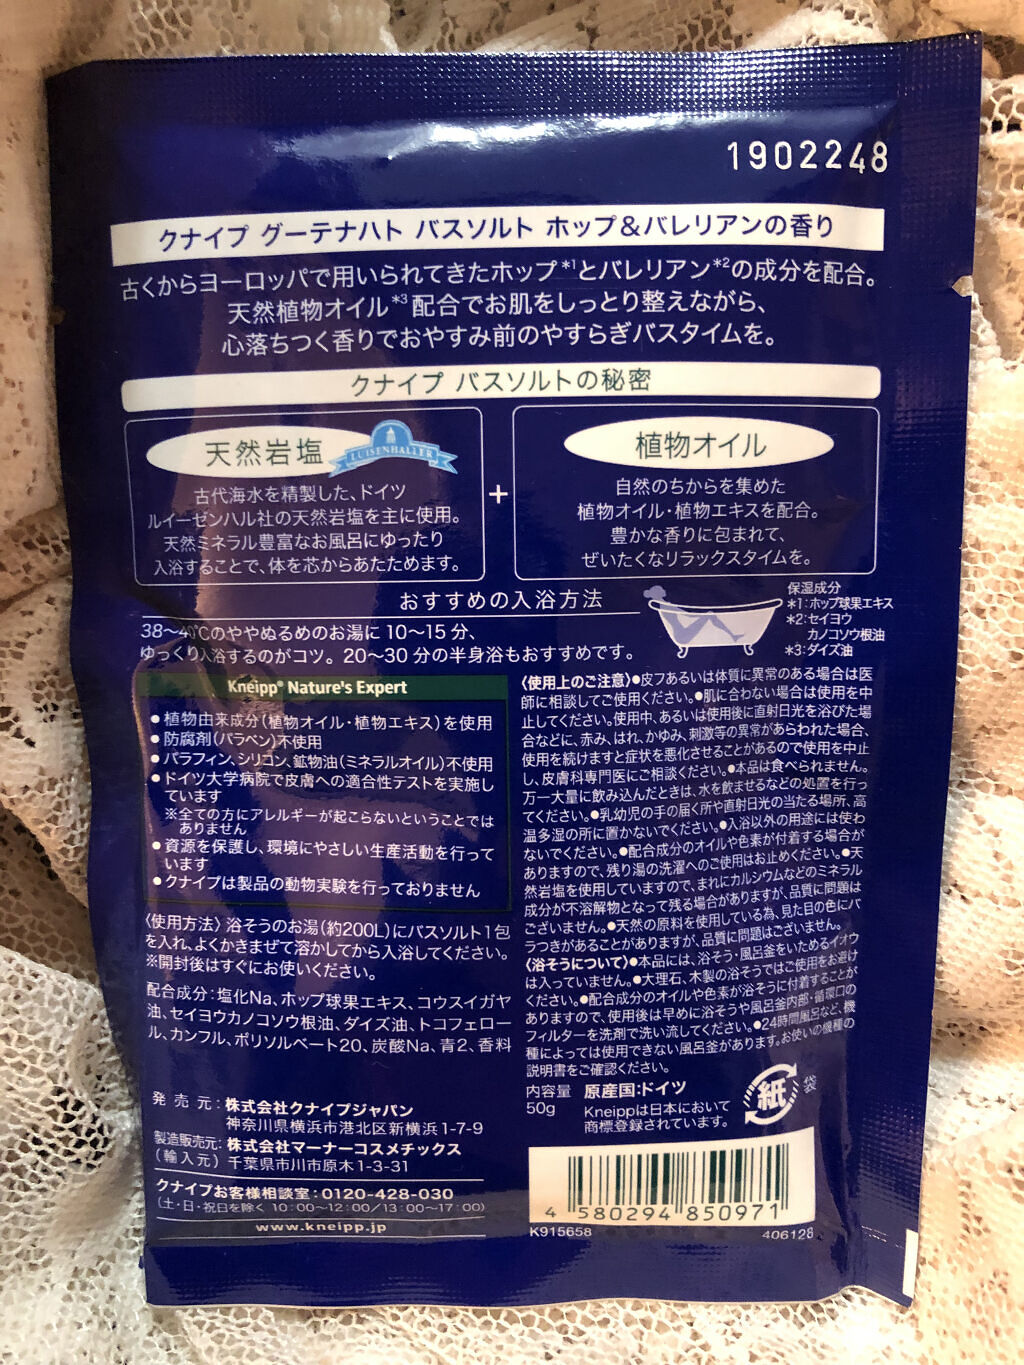 1902248
クナイプ グーテナハト バスソルト ホップ&バレリアンの香り
古くからヨーロッパで用いられてきたホップ*1とバレリアン*2の成分を配合。
天然植物オイル*3配合でお肌をしっとり整えながら、
心落ちつく香りでおやすみ前のやすらぎバスタイムを。
クナイプ バスソルトの秘密
天然岩塩
LUISENHALLER
古代海水を精製した、ドイツ
ルイーゼンハル社の天然岩塩を主に使用。
天然ミネラル豊富なお風呂にゆったり
入浴することで、体を芯からあたためます。
+
植物オイル
自然のちからを集めた
植物オイル・植物エキスを配合。
豊かな香りに包まれて、
ぜいたくなリラックスタイムを。
おすすめの入浴方法
38〜40℃のややぬるめのお湯に 10〜15 分、
ゆっくり入浴するのがコツ。20〜30 分の半身浴もおすすめです。
保湿成分
*1:ホップ球果エキス
*2:セイヨウ
カノコソウ根油
*3:ダイズ油
Kneipp® Nature's Expert
●植物由来成分(植物オイル・植物エキス)を使用
●防腐剤(パラベン)不使用
●パラフィン、シリコン、鉱物油(ミネラルオイル)不使用
●ドイツ大学病院で皮膚への適合性テストを実施し
ています
※全ての方にアレルギーが起こらないということでは
ありません
●資源を保護し、環境にやさしい生産活動を行って
います
●クナイプは製品の動物実験を行っておりません
〈使用方法〉浴そうのお湯(約200L)にバスソルト1包
を入れ、よくかきまぜて溶かしてから入浴してください。
※開封後はすぐにお使いください。
配合成分:塩化Na、ホップ球果エキス、コウスイガヤ
油、セイヨウカノコソウ根油、ダイズ油、トコフェロー
ル、カンフル、ポリソルベート20、炭酸Na、青2、香料
〈使用上のご注意〉●皮フあるいは体質に異常のある場合は医
師に相談してご使用ください。●肌に合わない場合は使用を中
止してください。使用中、あるいは使用後に直射日光を浴びた場
合などに、赤み、はれ、かゆみ、刺激等の異常があらわれた場合、
使用を続けますと症状を悪化させることがあるので使用を中止
し、皮膚科専門医にご相談ください。●本品は食べられません。
万一大量に飲み込んだときは、水を飲ませるなどの処置を行っ
てください。●乳幼児の手の届く所や直射日光の当たる場所、高
温多湿の所に置かないでください。●入浴以外の用途には使わ
ないでください。●配合成分のオイルや色素が付着する場合が
ありますので、残り湯の洗濯へのご使用はお止めください。●天
然岩塩を使用していますので、まれにカルシウムなどのミネラル
成分が不溶解物となって残る場合がありますが、品質に問題は
ございません。●天然の原料を使用している為、見た目の色にバ
ラつきがあることがありますが、品質に問題はございません。
〈浴そうについて〉●本品には、浴そう・風呂釜をいためるイオウ
は入っていません。●大理石、木製の浴そうではご使用をお避け
ください。●配合成分のオイルや色素が浴そうに付着することが
ありますので、使用後は早めに浴そうや風呂釜内部・循環口の
フィルターを洗剤で洗い流してください。●24時間風呂など、機
種によっては使用できない風呂釜があります。お使いの機種の
説明書をご確認ください。
内容量
50g
原産国:ドイツ
Kneippは日本において
商標登録されています。
紙
袋
発売元:株式会社クナイプジャパン
神奈川県横浜市港北区新横浜1-7-9
製造販売元:株式会社マーナーコスメチックス
(輸入元)千葉県市川市原木1-3-31
クナイプお客様相談室:0120-428-030
(土・日・祝日を除く 10:00〜12:00/13:00〜17:00)
www.kneipp.jp
4 580294 850971
K915658
406128